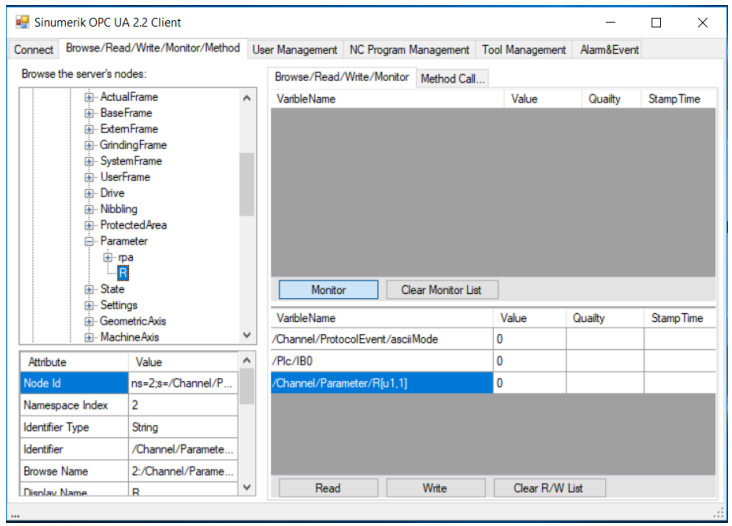 Sinumerik OPC UA 2.2 Client
Connect Browse/Read/Write/Monitor/Method User Management NC Program Management Tool Management Alam&Event
Browse the server's nodes:
ActualFrame
BaseFrame
ExternFrame
GrindingFrame
SystemFrame
UserFrame
Drive
Nibbling
ProtectedArea
Parameter
rpa
R
State
Settings
GeometricAxis
MachineAxis
Attribute Value
Node Id ns=2;s=/Channel/P...
Namespace Index 2
Identifier Type String
Identifier /Channel/Paramete...
Browse Name 2:/Channel/Parame...
Display Name R
...
Browse/Read/Write/Monitor Method Call...
VaribleName Value Quailty StampTime
Monitor Clear Monitor List
VaribleName Value Quailty StampTime
/Channel/ProtocolEvent/asciiMode 0
/Plc/IB0 0
/Channel/Parameter/R[u1,1] 0
Read Write Clear R/W List